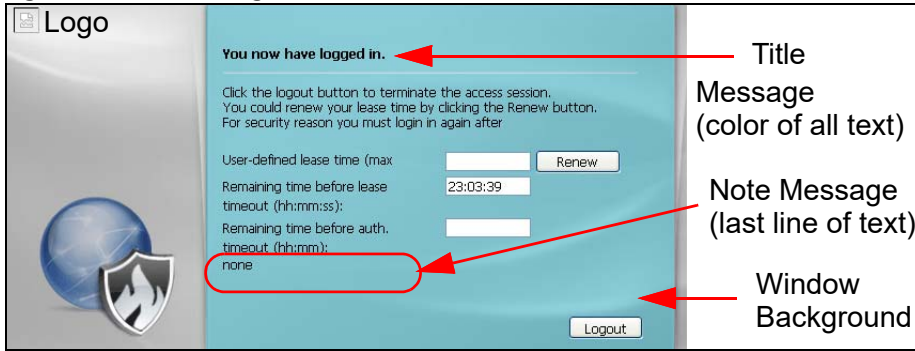 Logo
You now have logged in.
Click the logout button to terminate the access session.
You could renew your lease time by clicking the Renew button.
For security reason you must login in again after
User-defined lease time (max
Renew
Remaining time before lease
timeout (hh:mm:ss):
23:03:39
Remaining time before auth.
timeout (hh:mm):
none
Logout
Title
Message
(color of all text)
Note Message
(last line of text)
Window
Background